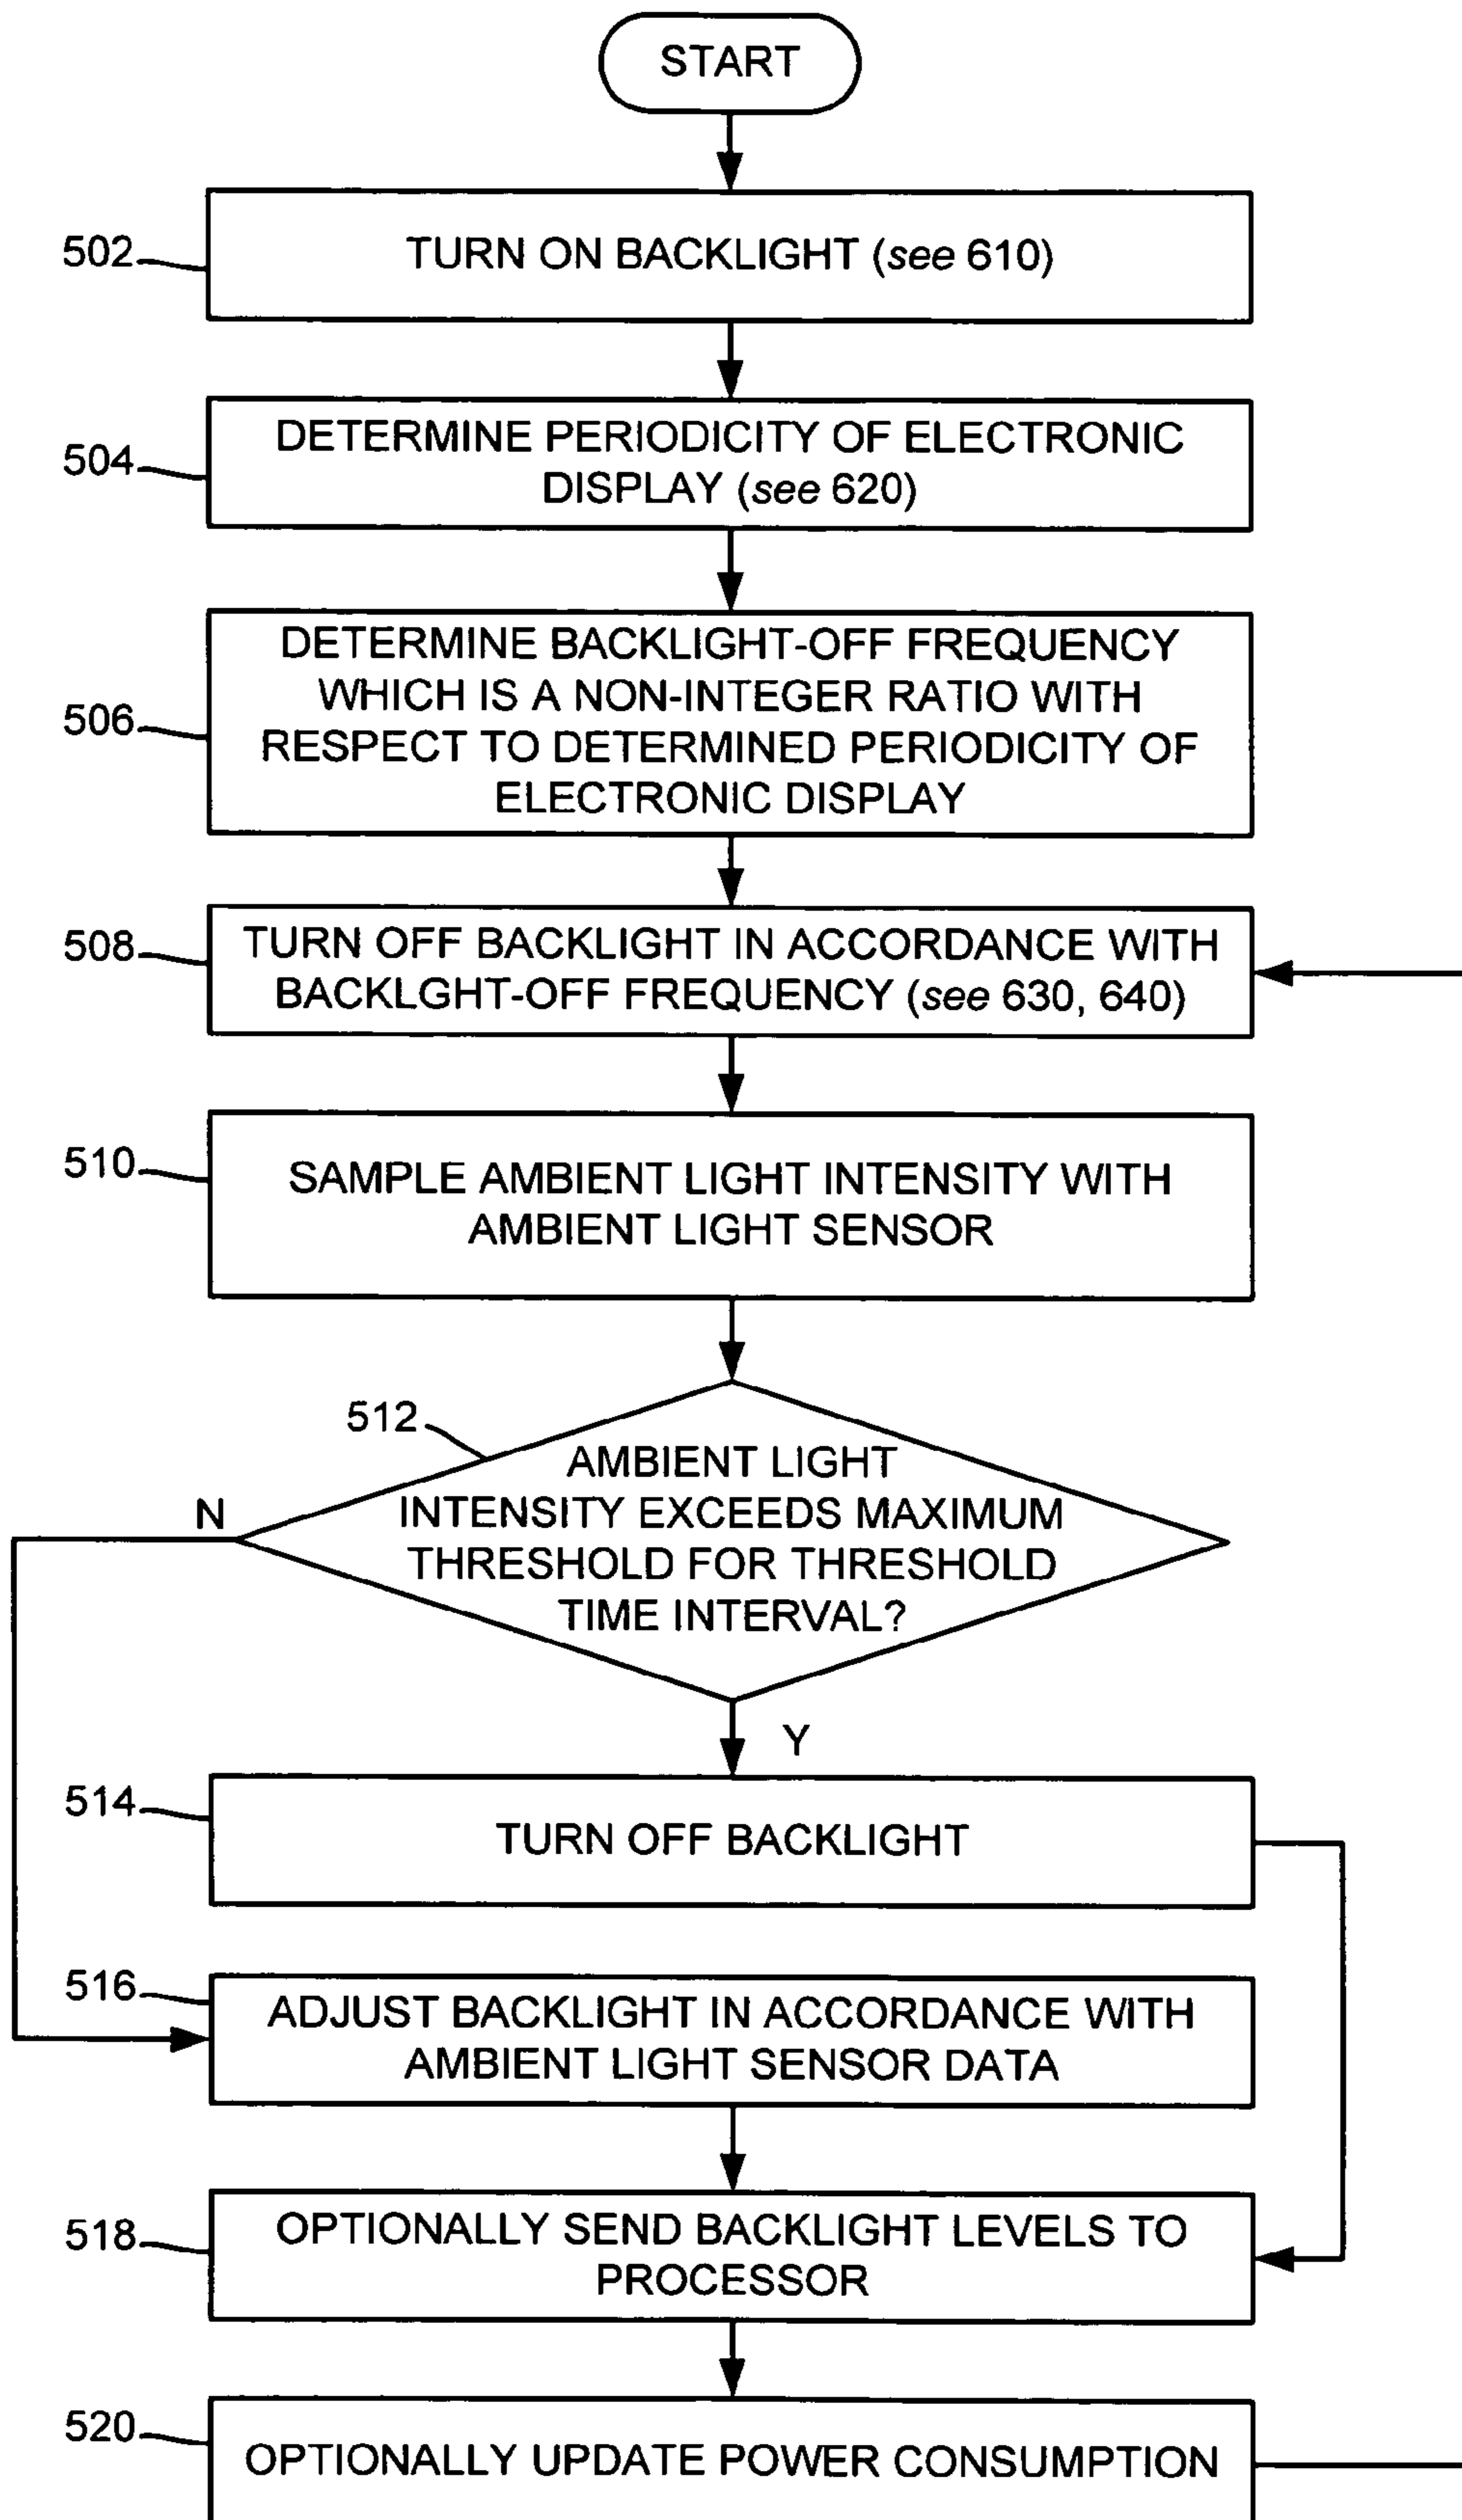 START
502
TURN ON BACKLIGHT (see 610)
504
DETERMINE PERIODICITY OF ELECTRONIC
DISPLAY (see 620)
506
DETERMINE BACKLIGHT-OFF FREQUENCY
WHICH IS A NON-INTEGER RATIO WITH
RESPECT TO DETERMINED PERIODICITY OF
ELECTRONIC DISPLAY
508
TURN OFF BACKLIGHT IN ACCORDANCE WITH
BACKLGHT-OFF FREQUENCY (see 630, 640)
510
SAMPLE AMBIENT LIGHT INTENSITY WITH
AMBIENT LIGHT SENSOR
512
AMBIENT LIGHT
INTENSITY EXCEEDS MAXIMUM
THRESHOLD FOR THRESHOLD
TIME INTERVAL?
N
Y
514
TURN OFF BACKLIGHT
516
ADJUST BACKLIGHT IN ACCORDANCE WITH
AMBIENT LIGHT SENSOR DATA
518
OPTIONALLY SEND BACKLIGHT LEVELS TO
PROCESSOR
520
OPTIONALLY UPDATE POWER CONSUMPTION